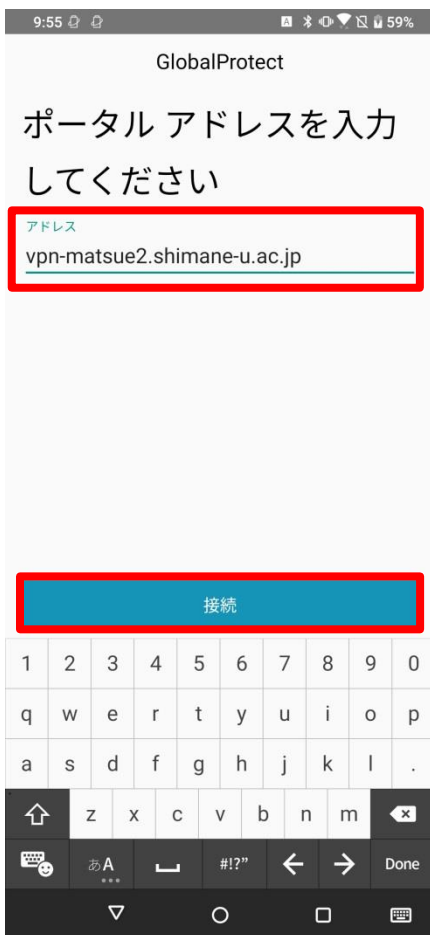 9:55
A
59%
GlobalProtect
ポータル アドレスを入力
してください
アドレス
vpn-matsue2.shimane-u.ac.jp
接続
1 2 3 4 5 6 7 8 9 0
q w e r t y u i o p
a s d f g h j k l .
z x c v b n m
あA #!?” ← → Done